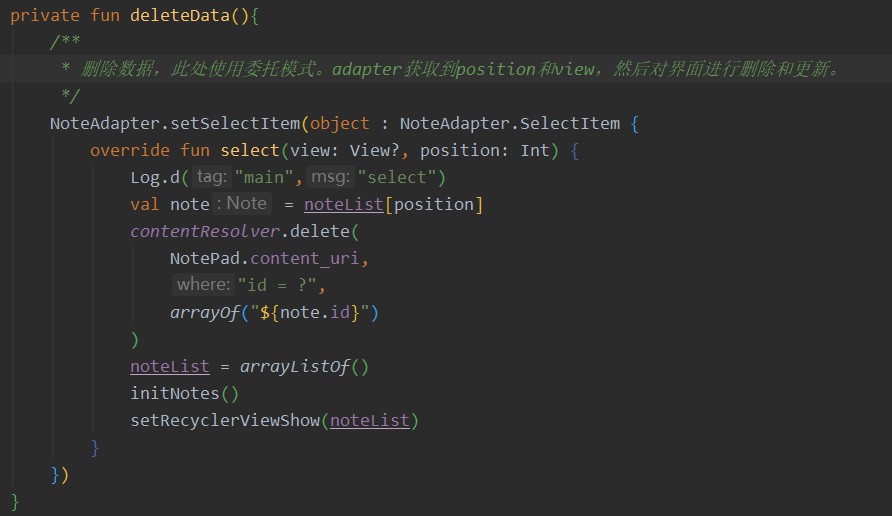 private fun deleteData(){
/**
* 删除数据，此处使用委托模式。adapter获取到position和view，然后对界面进行删除和更新。
*/
NoteAdapter.setSelectItem(object : NoteAdapter.SelectItem {
override fun select(view: View?, position: Int) {
Log.d( tag: "main", msg: "select")
val note : Note = noteList[position]
contentResolver.delete(
NotePad.content_uri,
where: "id = ?",
arrayOf("${note.id}")
)
noteList = arrayListOf()
initNotes()
setRecyclerViewShow(noteList)
}
})
}